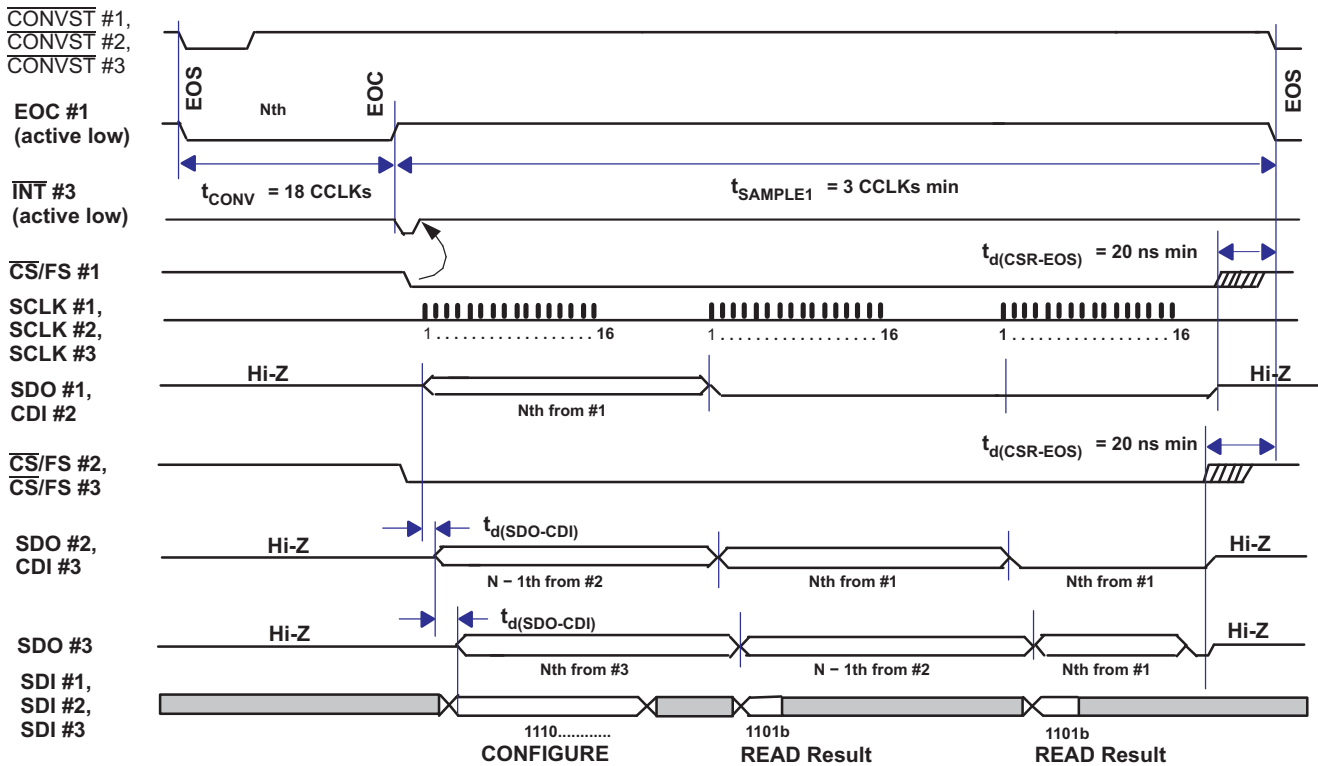 CONVST #1,
CONVST #2,
CONVST #3
EOS
EOC
EOS
EOC #1
(active low)
Nth
tCONV = 18 CCLKs
tSAMPLE1 = 3 CCLKs min
INT #3
(active low)
td(CSR-EOS) = 20 ns min
CS/FS #1
SCLK #1,
SCLK #2,
SCLK #3
1 . . . . . . . . . . . . . . . . . . 16
1 . . . . . . . . . . . . . . . . . . 16
1 . . . . . . . . . . . . . . . . . . 16
Hi-Z
Hi-Z
SDO #1,
CDI #2
Nth from #1
td(CSR-EOS) = 20 ns min
CS/FS #2,
CS/FS #3
td(SDO-CDI)
SDO #2,
CDI #3
Hi-Z
Hi-Z
N − 1th from #2
Nth from #1
Nth from #1
td(SDO-CDI)
Hi-Z
Hi-Z
SDO #3
Nth from #3
N − 1th from #2
Nth from #1
SDI #1,
SDI #2,
SDI #3
1110............
1101b
1101b
CONFIGURE
READ Result
READ Result